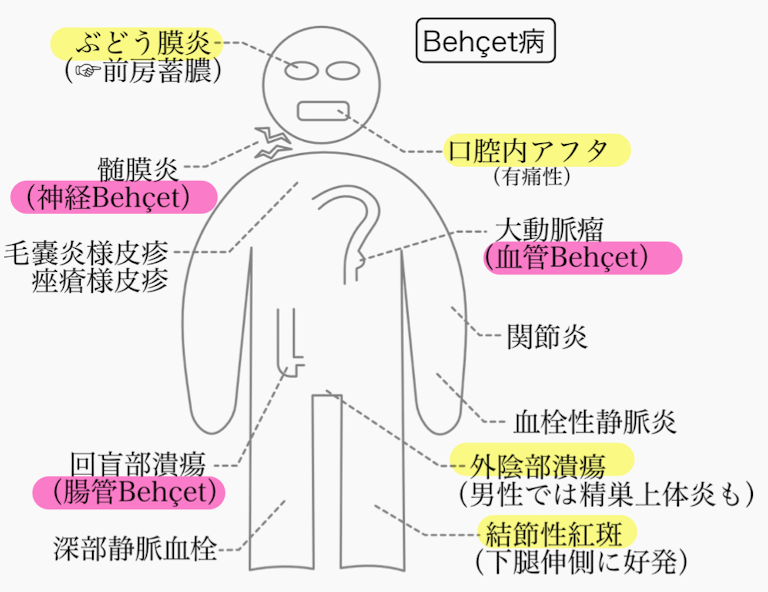 Behçet病
ぶどう膜炎
(☞前房蓄膿)
髄膜炎
(神経Behçet)
毛嚢炎様皮疹
痤瘡様皮疹
回盲部潰瘍
(腸管Behçet)
深部静脈血栓
口腔内アフタ
(有痛性)
大動脈瘤
(血管Behçet)
関節炎
血栓性静脈炎
外陰部潰瘍
(男性では精巣上体炎も)
結節性紅斑
(下腿伸側に好発)